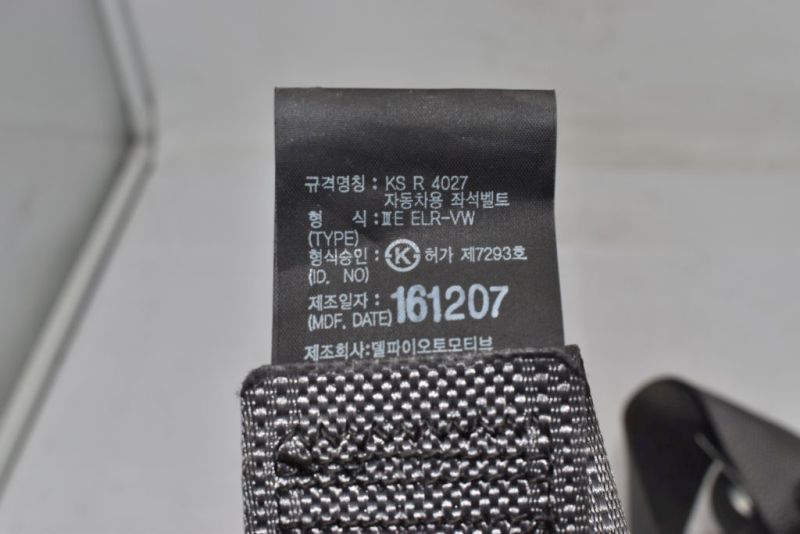 규격명칭 : KS R 4027
자동차용 좌석벨트
형 식 : ⅢE ELR-VW
(TYPE)
형식승인 : K 허가 제7293호
(ID. NO)
제조일자 : 161207
(MDF. DATE)
제조회사:델파이오토모티브